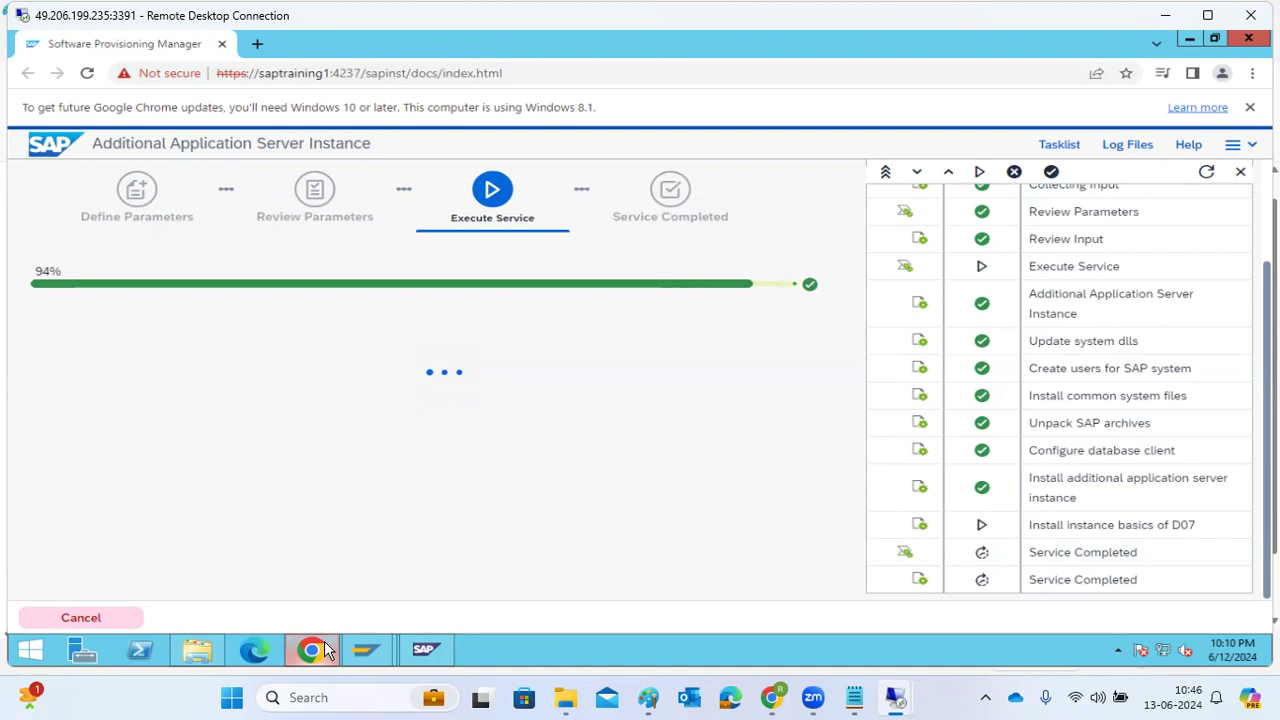 49.206.199.235:3391 - Remote Desktop Connection
Software Provisioning Manager
Not secure
https://saptraining1:4237/sapinst/docs/index.html
To get future Google Chrome updates, you'll need Windows 10 or later. This computer is using Windows 8.1.
Learn more
SAP
Additional Application Server Instance
Tasklist
Log Files
Help
Define Parameters
Review Parameters
Execute Service
Service Completed
94%
Collecting Input
Review Parameters
Review Input
Execute Service
Additional Application Server
Instance
Update system dlls
Create users for SAP system
Install common system files
Unpack SAP archives
Configure database client
Install additional application server
instance
Install instance basics of D07
Service Completed
Service Completed
Cancel
SAP
10:10 PM
6/12/2024
1
Search
R
zm
PRE
10:46
13-06-2024